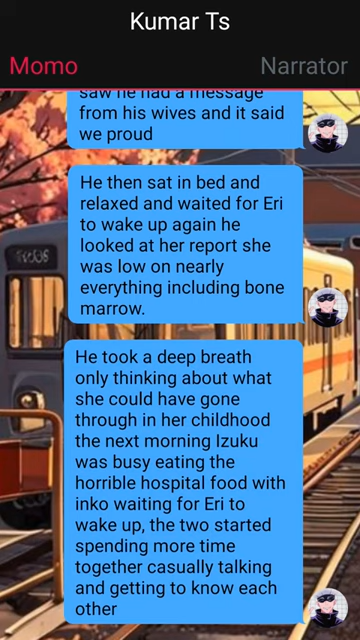 Kumar Ts
Momo
Narrator
saw he had a message
from his wives and it said
we proud
He then sat in bed and
relaxed and waited for Eri
to wake up again he
looked at her report she
was low on nearly
everything including bone
marrow.
He took a deep breath
only thinking about what
she could have gone
through in her childhood
the next morning Izuku
was busy eating the
horrible hospital food with
inko waiting for Eri to
wake up, the two started
spending more time
together casually talking
and getting to know each
other